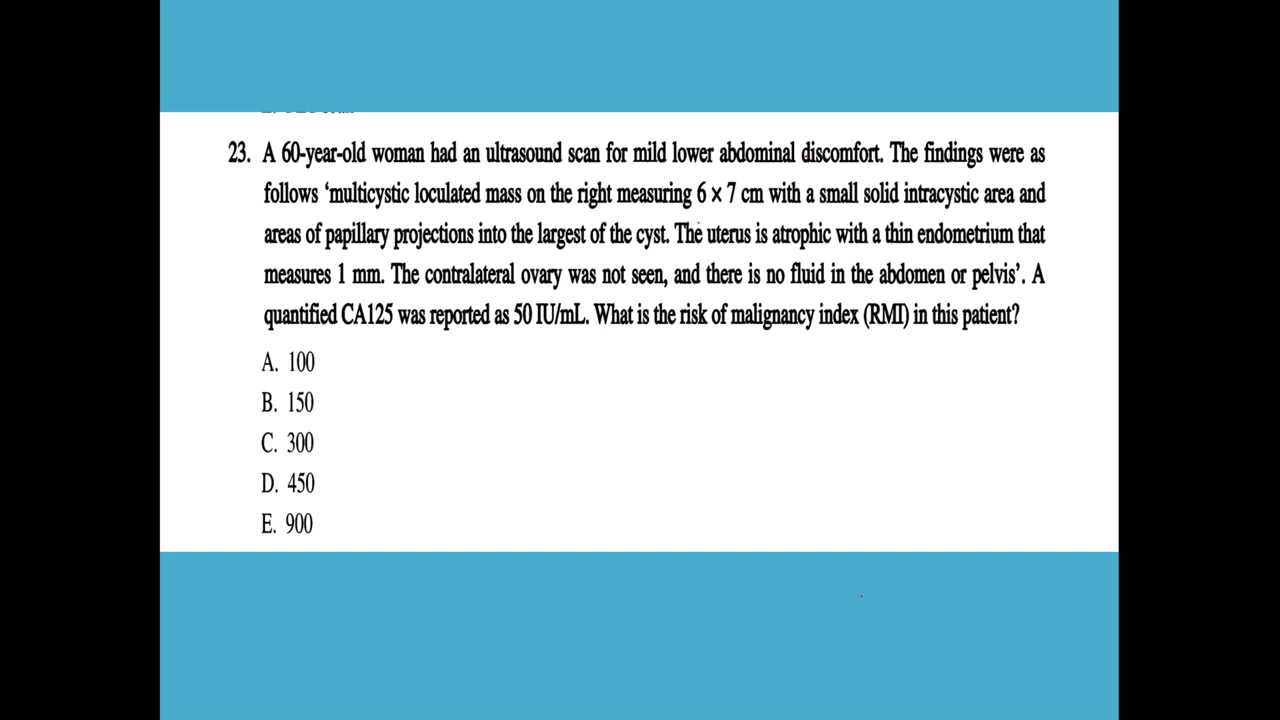 23. A 60-year-old woman had an ultrasound scan for mild lower abdominal discomfort. The findings were as
follows ‘multicystic loculated mass on the right measuring 6 × 7 cm with a small solid intracystic area and
areas of papillary projections into the largest of the cyst. The uterus is atrophic with a thin endometrium that
measures 1 mm. The contralateral ovary was not seen, and there is no fluid in the abdomen or pelvis’. A
quantified CA125 was reported as 50 IU/mL. What is the risk of malignancy index (RMI) in this patient?
A. 100
B. 150
C. 300
D. 450
E. 900